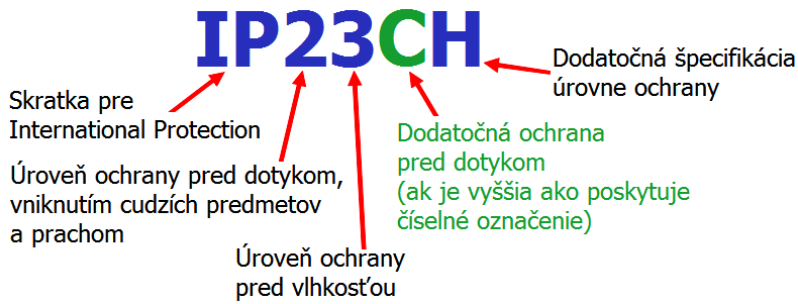 IP23CH
Dodatočná špecifikácia
úrovne ochrany
Skratka pre
International Protection
Dodatočná ochrana
pred dotykom
(ak je vyššia ako poskytuje
číselné označenie)
Úroveň ochrany pred dotykom,
vniknutím cudzích predmetov
a prachom
Úroveň ochrany
pred vlhkosťou